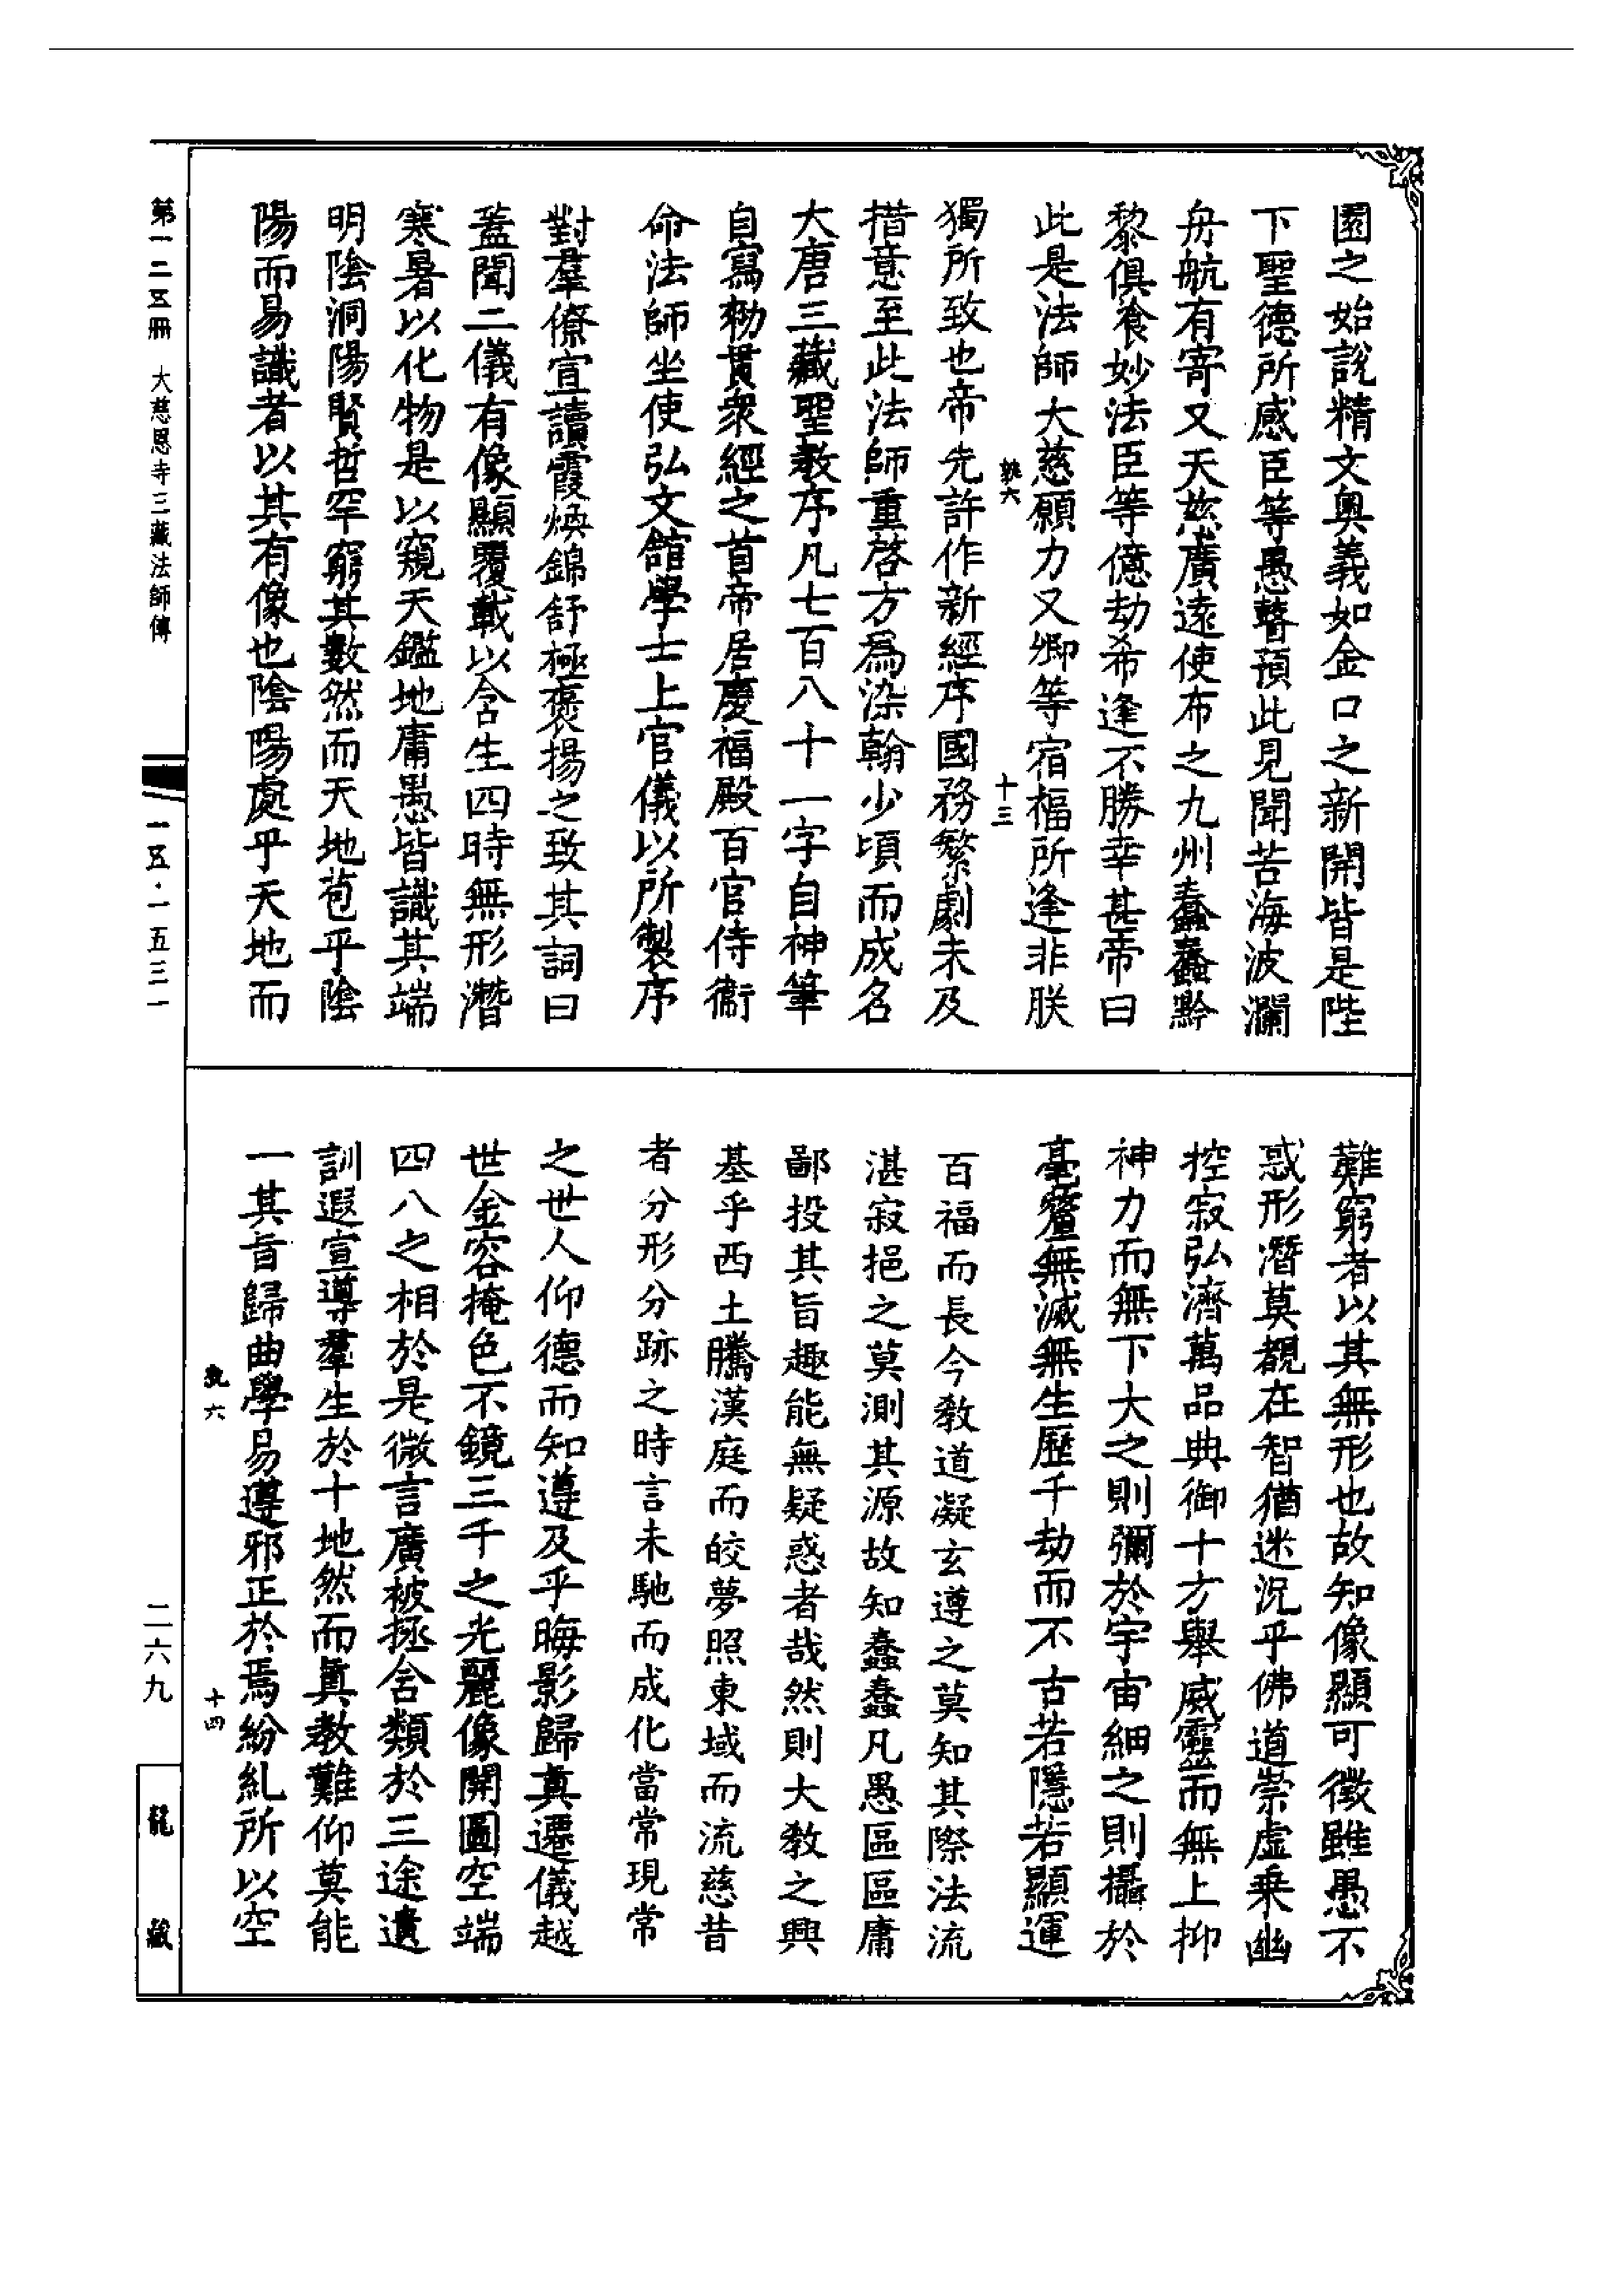 園之始說精文奧義如金口之新開皆是陛
下聖德所感臣等愚瞽預此見聞苦海波瀾
舟航有寄又天慈廣遠使布之九州蠢蠢黔
黎俱飡妙法臣等億劫希逢不勝幸甚帝曰
此是法師大慈願力又卿等宿福所逢非朕
執六
十三
獨所致也帝先許作新經序國務繁劇未及
措意至此法師重啓方爲染翰少頃而成名
大唐三藏聖教序凡七百八十一字自神筆
自寫勑貫衆經之首帝居慶福殿百官侍衞
命法師坐使弘文館學士上官儀以所製序
對羣僚宣讀霞煥錦舒極褒揚之致其詞曰
蓋聞二儀有像顯覆載以含生四時無形潛
寒暑以化物是以窺天鑑地庸愚皆識其端
明陰洞陽賢哲罕窮其數然而天地苞乎陰
陽而易識者以其有像也陰陽處乎天地而
難窮者以其無形也故知像顯可徵雖愚不
惑形潛莫覩在智猶迷況乎佛道崇虛乗幽
控寂弘濟萬品典御十方舉威靈而無上抑
神力而無下大之則彌於宇宙細之則攝於
毫釐無滅無生歷千劫而不古若隱若顯運
百福而長今教道凝玄遵之莫知其際法流
湛寂挹之莫測其源故知蠢蠢凡愚區區庸
鄙投其旨趣能無疑惑者哉然則大教之興
基乎西土騰漢庭而皎夢照東域而流慈昔
者分形分跡之時言未馳而成化當常現常
之世人仰德而知遵及乎晦影歸眞遷儀越
世金容掩色不鏡三千之光麗像開圖空端
四八之相於是微言廣被拯含類於三途遺
訓遐宣導羣生於十地然而眞教難仰莫能
一其旨歸曲學易遵邪正於焉紛糺所以空
執六
十四
第一二五冊 大慈恩寺三藏法師傳
一五·一五三一
二六九
龍藏